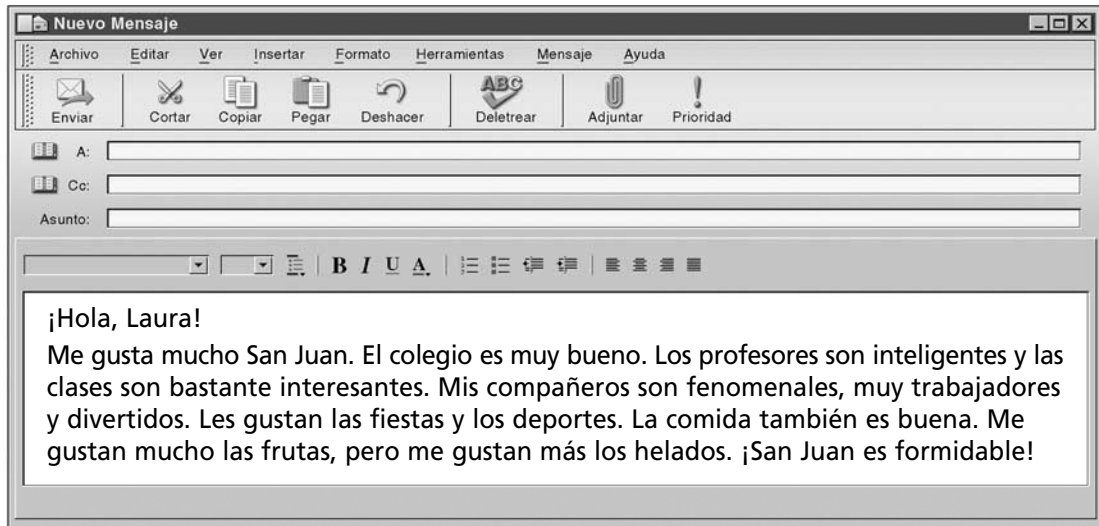 Nuevo Mensaje
Archivo Editar Ver Insertar Formato Herramientas Mensaje Ayuda
ABC
Enviar Cortar Copiar Pegar Deshacer Deletrear Adjuntar Prioridad
A:
Cc:
Asunto:
B I U A
¡Hola, Laura!
Me gusta mucho San Juan. El colegio es muy bueno. Los profesores son inteligentes y las
clases son bastante interesantes. Mis compañeros son fenomenales, muy trabajadores
y divertidos. Les gustan las fiestas y los deportes. La comida también es buena. Me
gustan mucho las frutas, pero me gustan más los helados. ¡San Juan es formidable!